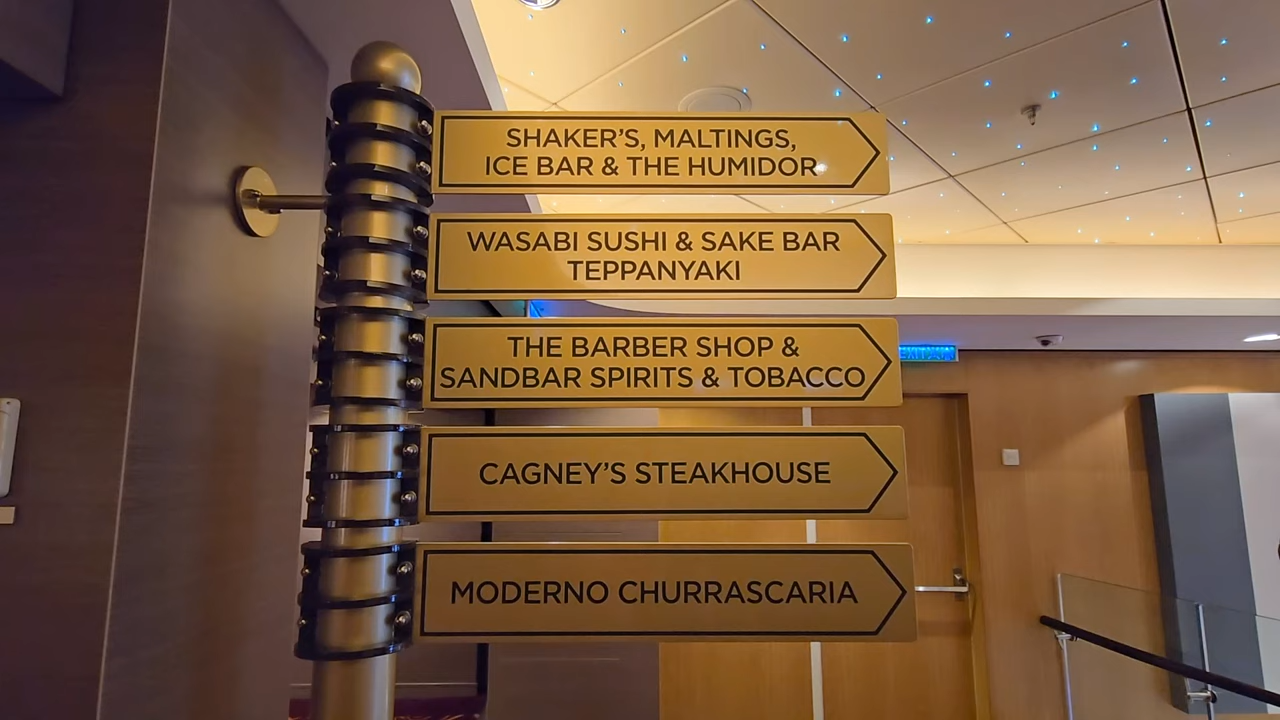 SHAKER'S, MALTINGS,
ICE BAR & THE HUMIDOR
WASABI SUSHI & SAKE BAR
TEPPANYAKI
THE BARBER SHOP &
SANDBAR SPIRITS & TOBACCO
CAGNEY'S STEAKHOUSE
MODERNO CHURRASCARIA